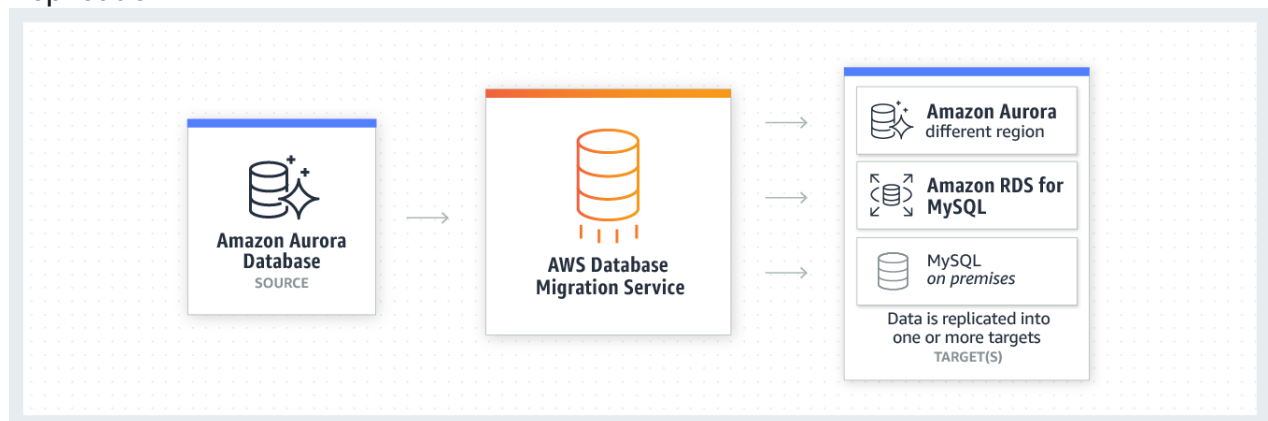 Amazon Aurora
Database
SOURCE
AWS Database
Migration Service
Amazon Aurora
different region
Amazon RDS for
MySQL
MySQL
on premises
Data is replicated into
one or more targets
TARGET(S)